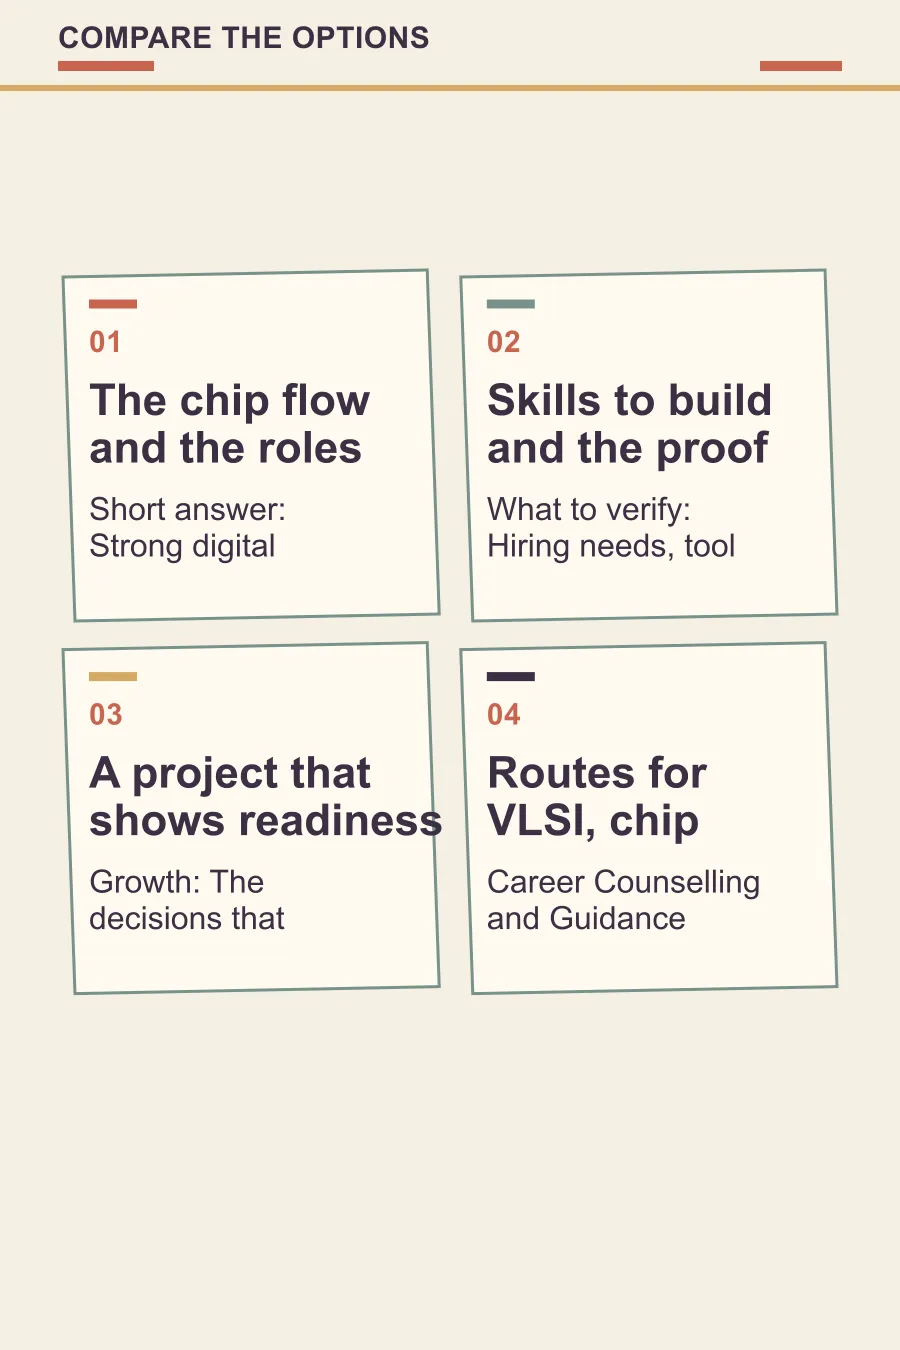 COMPARE THE OPTIONS
01
The chip flow
and the roles
Short answer:
Strong digital
02
Skills to build
and the proof
What to verify:
Hiring needs, tool
03
A project that
shows readiness
Growth: The
decisions that
04
Routes for
VLSI, chip
Career Counselling
and Guidance